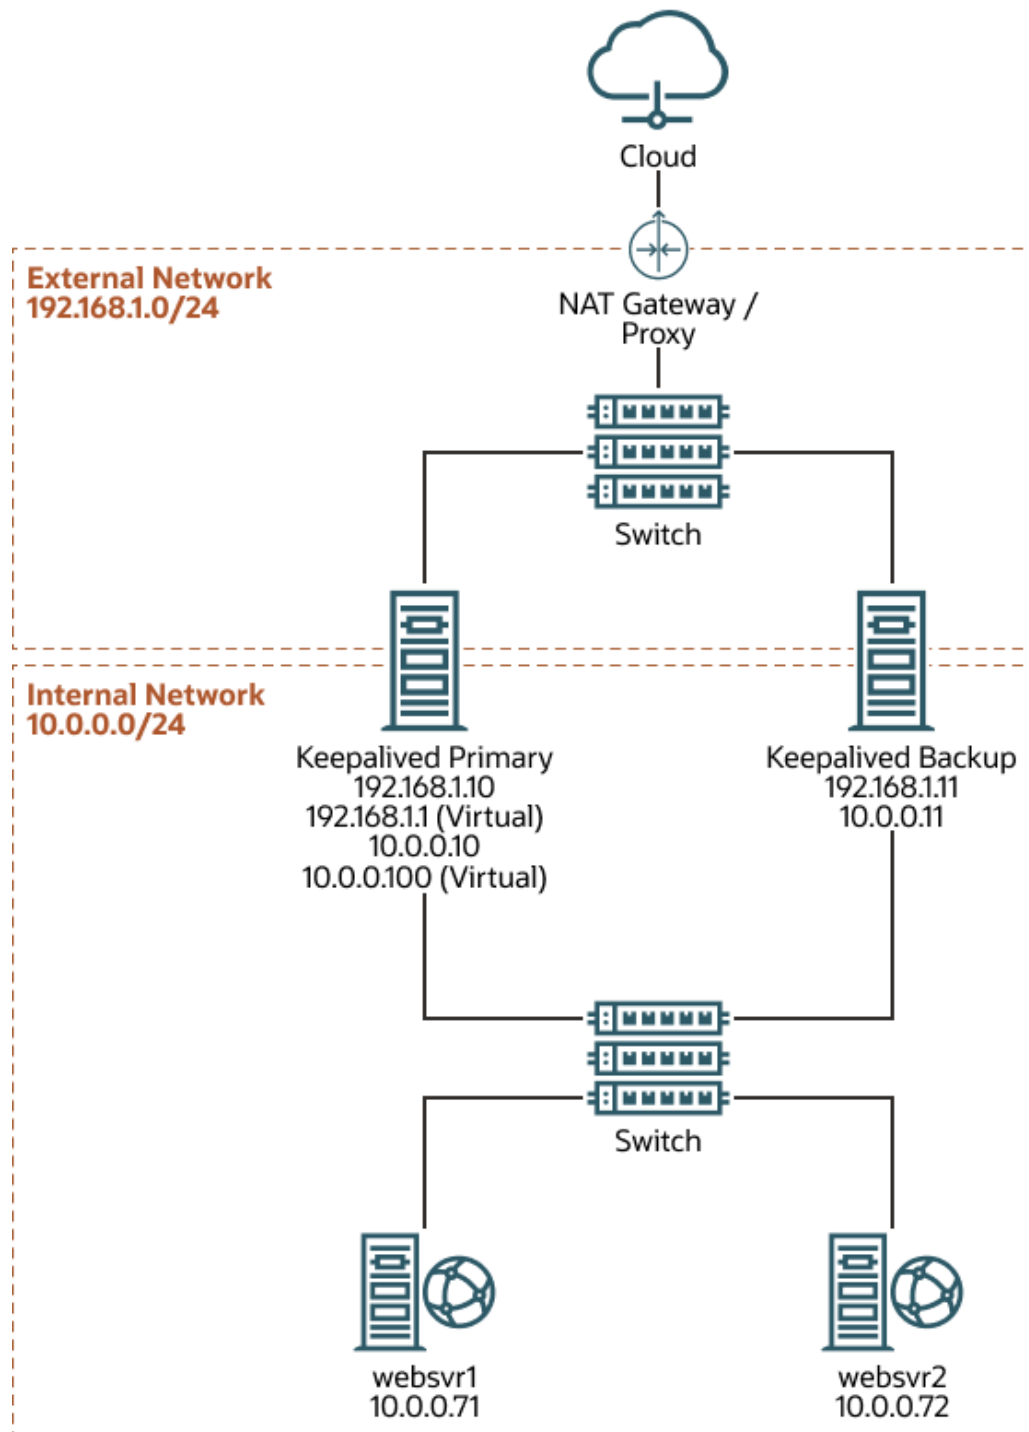 Cloud
External Network
192.168.1.0/24
NAT Gateway /
Proxy
Switch
Internal Network
10.0.0.0/24
Keepalived Primary
192.168.1.10
192.168.1.1 (Virtual)
10.0.0.10
10.0.0.100 (Virtual)
Keepalived Backup
192.168.1.11
10.0.0.11
Switch
websvr1
10.0.0.71
websvr2
10.0.0.72